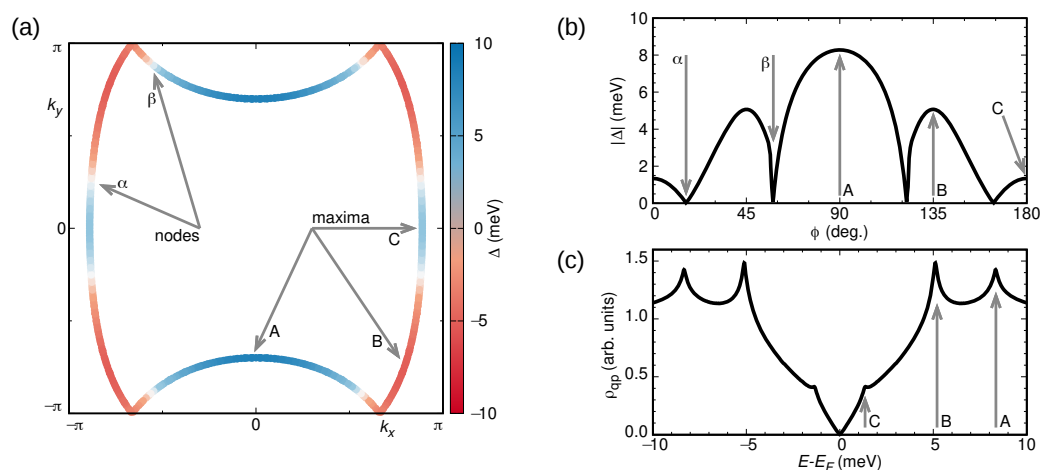 (a)
π
k_y
0
−π
−π
0
k_x
π
β
α
nodes
maxima
C
A
B
10
5
0
−5
−10
Δ (meV)
(b)
10
8
6
4
2
0
|Δ| (meV)
α
β
A
B
C
0
45
90
135
180
ϕ (deg.)
(c)
1.5
1.0
0.5
0.0
ρ_qp (arb. units)
C
B
A
−10
−5
0
5
10
E-E_F (meV)